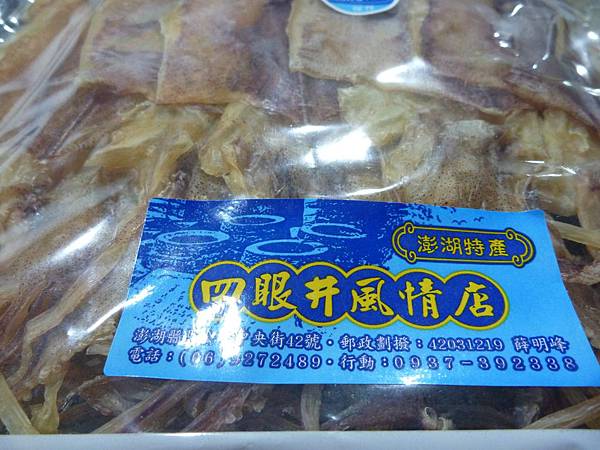 澎湖特產
四眼井風情店
澎湖縣 中央街42號・郵政劃撥：42031219 薛明峰
電話：(06)9272489・行動：0937-392338